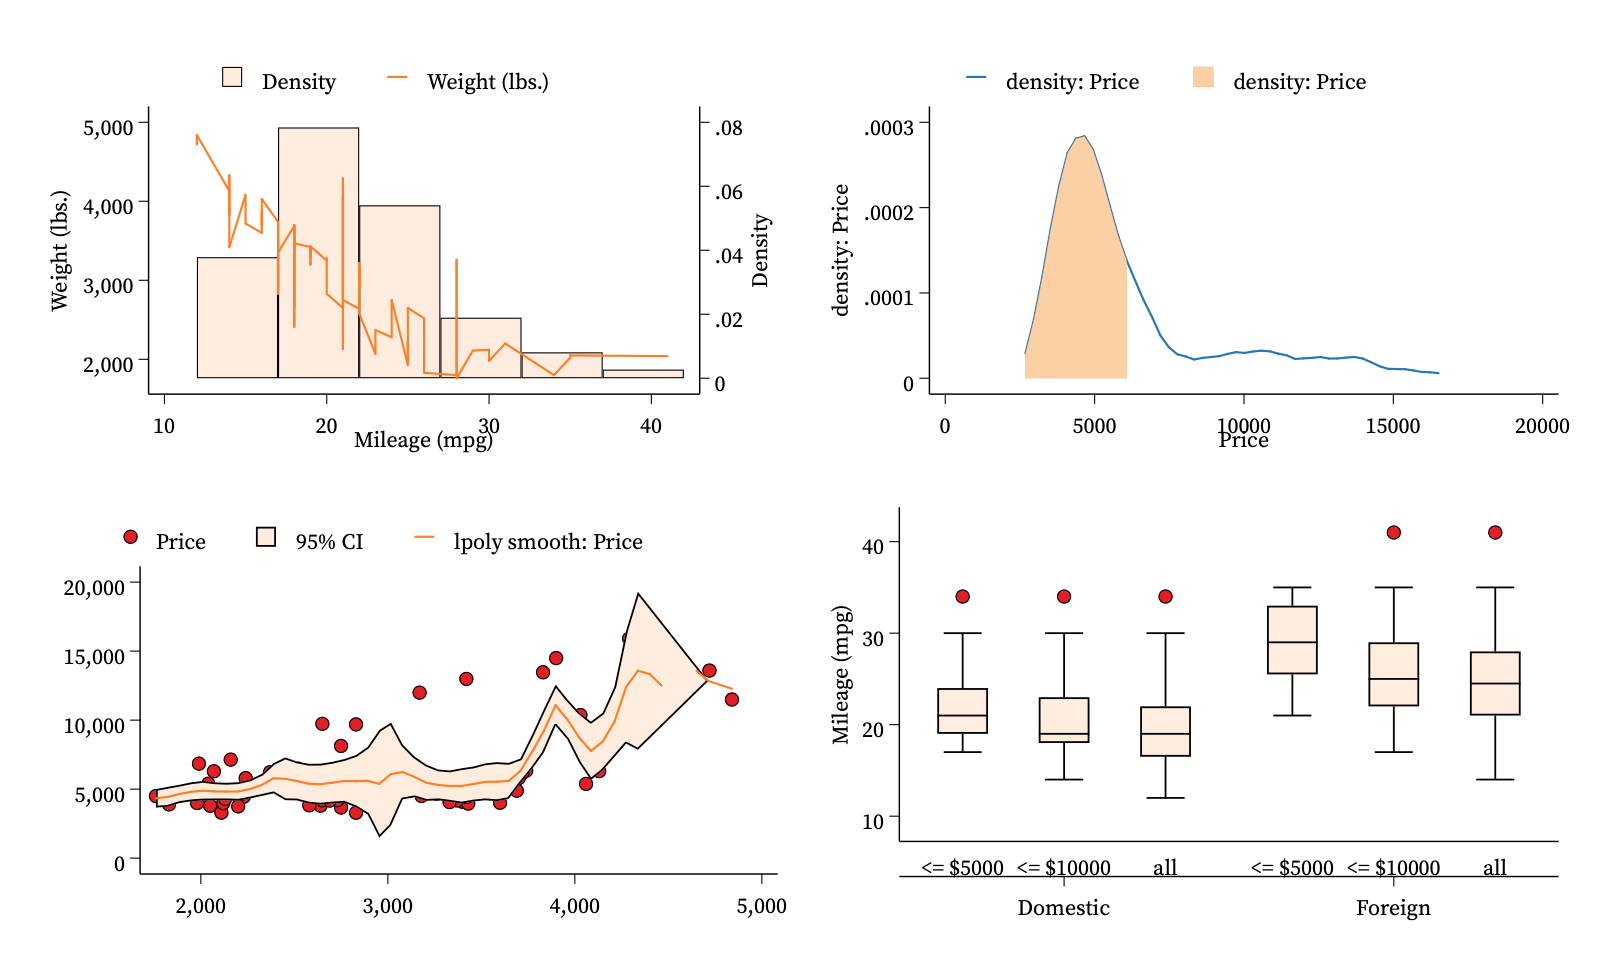 Density Weight (lbs.)
5,000
4,000
3,000
2,000
Weight (lbs.)
.08
.06
.04
.02
0
Density
10 20 30 40
Mileage (mpg)
density: Price density: Price
.0003
.0002
.0001
0
density: Price
0 5000 10000 15000 20000
Price
Price 95% CI lpoly smooth: Price
20,000
15,000
10,000
5,000
0
2,000 3,000 4,000 5,000
40
30
20
10
Mileage (mpg)
<= $5000 <= $10000 all <= $5000 <= $10000 all
Domestic Foreign